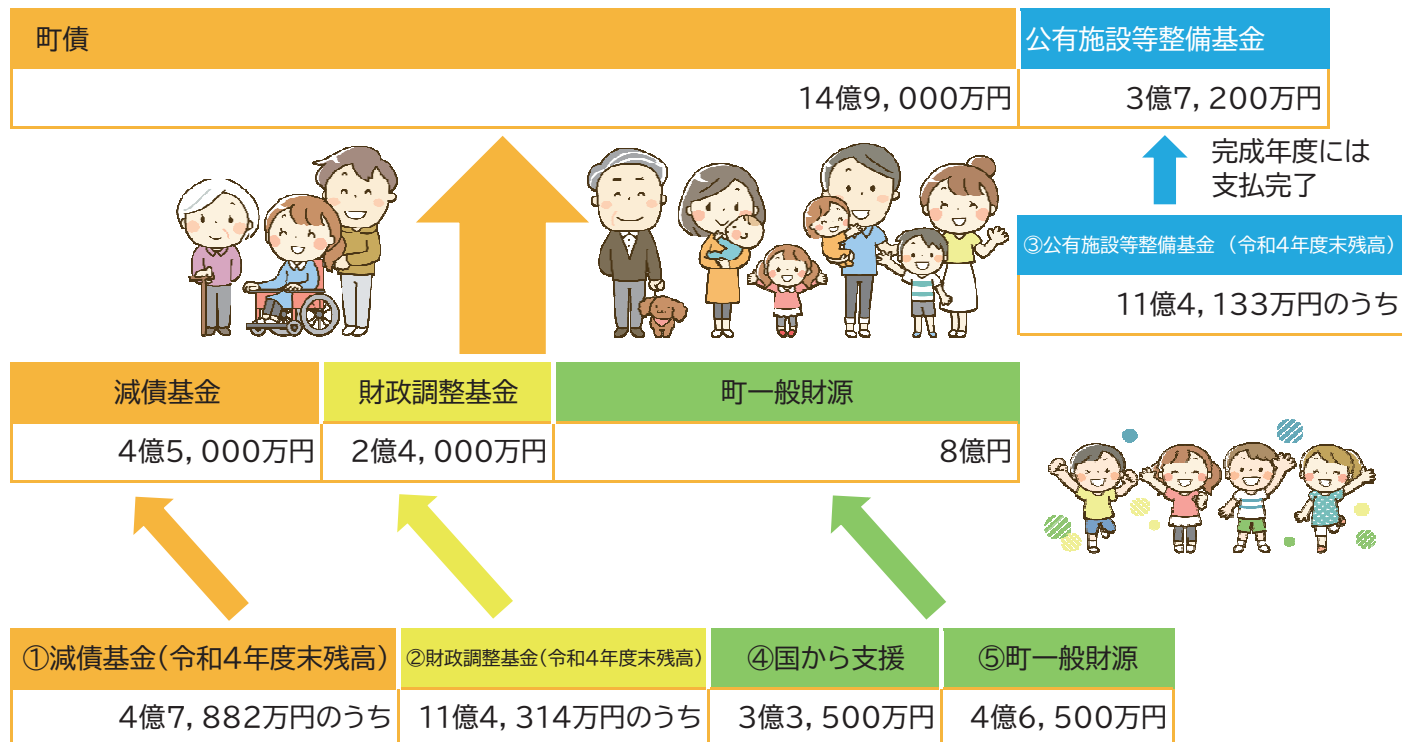 町債 公有施設等整備基金
14億9,000万円 3億7,200万円
完成年度には
支払完了
③公有施設等整備基金（令和4年度末残高）
11億4,133万円のうち
減債基金 財政調整基金 町一般財源
4億5,000万円 2億4,000万円 8億円
①減債基金(令和4年度末残高) ②財政調整基金(令和4年度末残高) ④国から支援 ⑤町一般財源
4億7,882万円のうち 11億4,314万円のうち 3億3,500万円 4億6,500万円